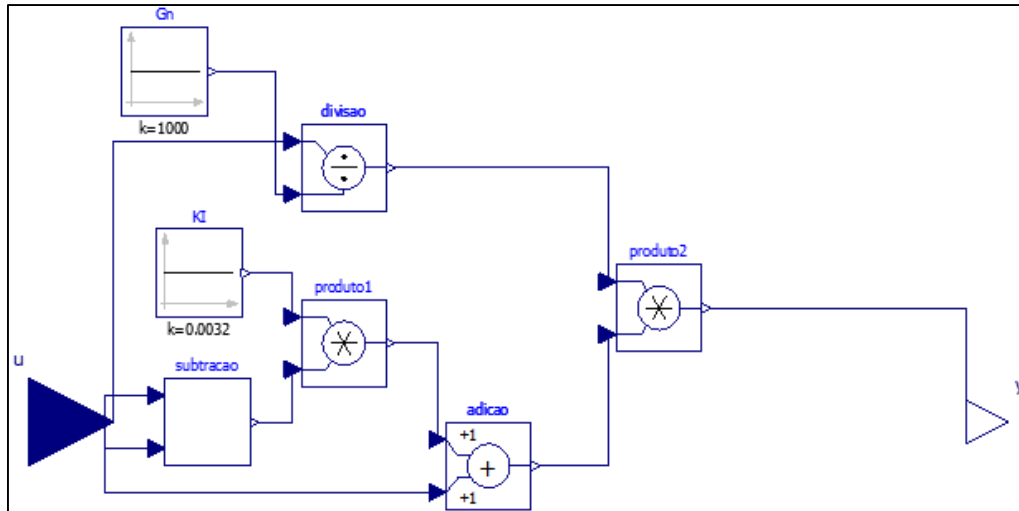 Gn
k=1000
divisao
KI
k=0.0032
produto1
produto2
u
subtracao
adicao
+1
+
+1
y